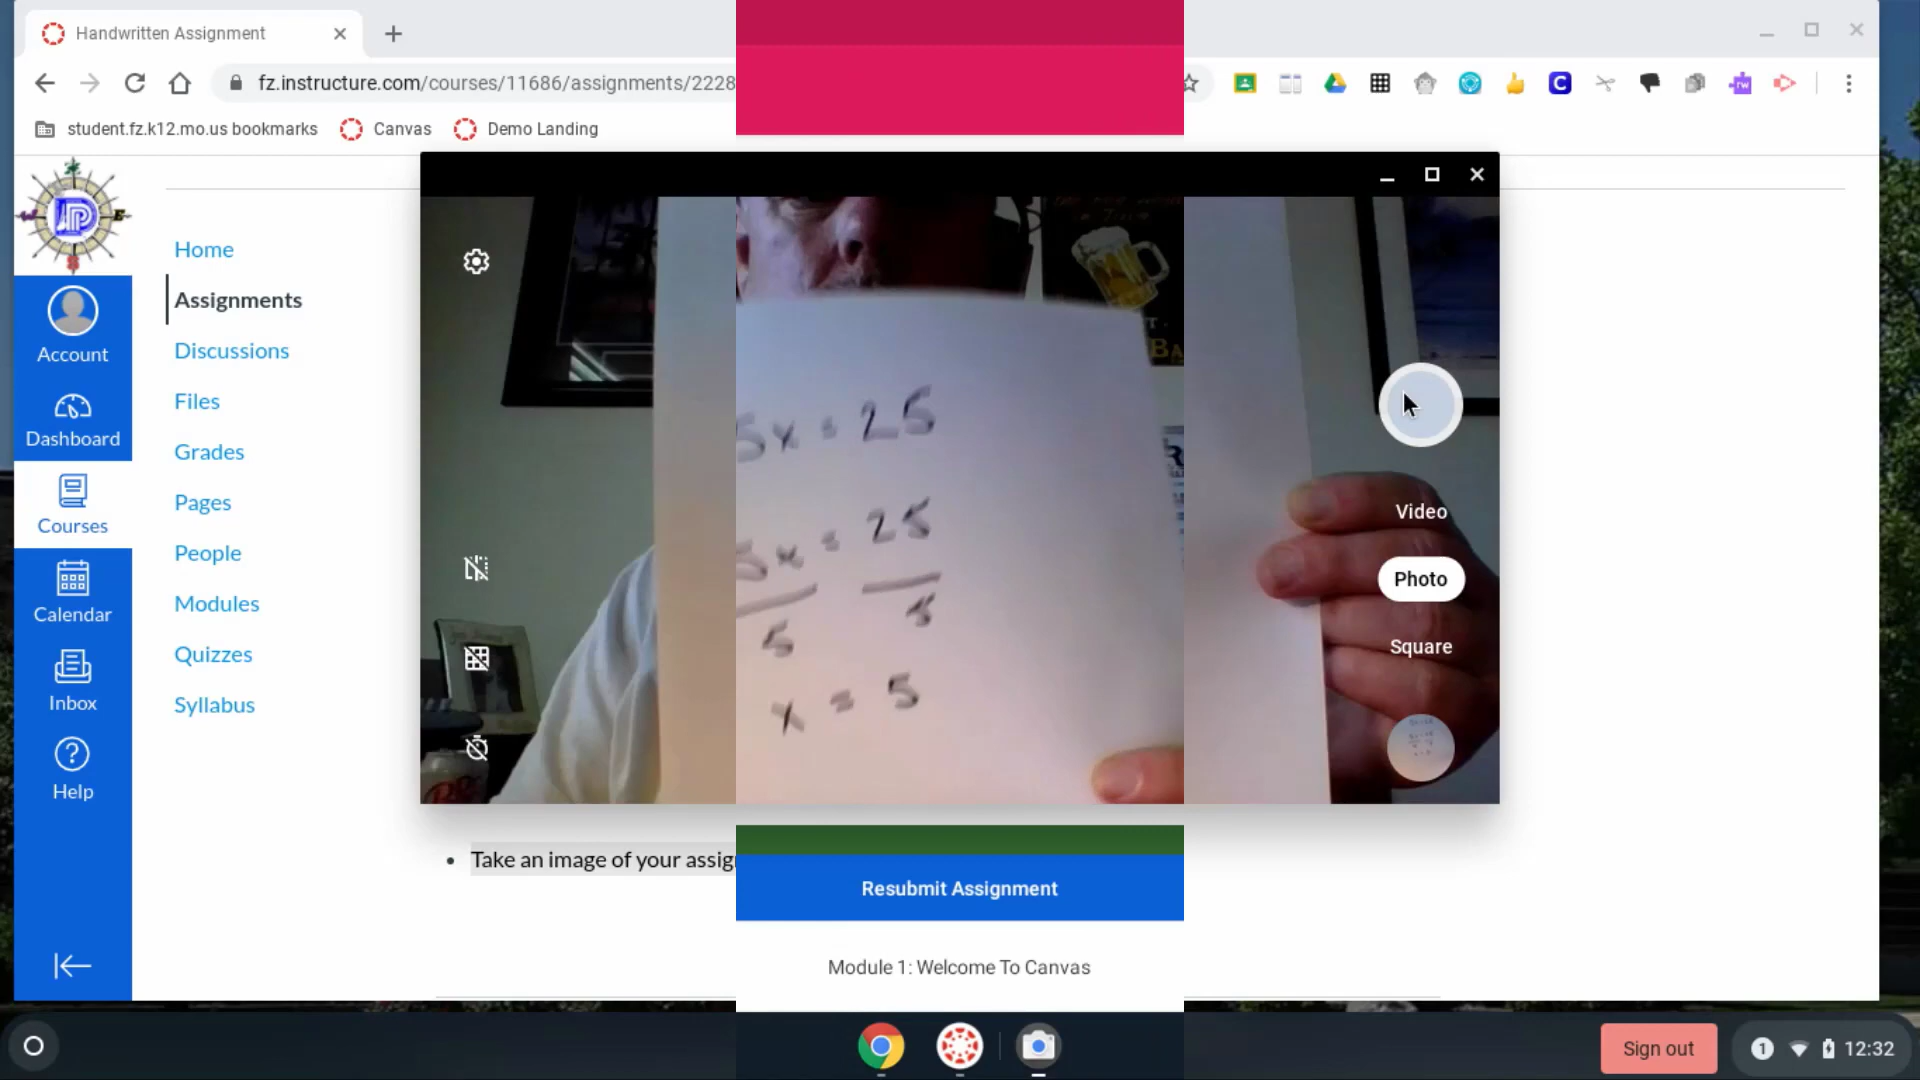 Handwritten Assignment
fz.instructure.com/courses/11686/assignments/2228
student.fz.k12.mo.us bookmarks
Canvas
Demo Landing
Account
Dashboard
Courses
Calendar
Inbox
Help
Home
Assignments
Discussions
Files
Grades
Pages
People
Modules
Quizzes
Syllabus
5x = 25
5x = 25
5 5
x = 5
Video
Photo
Square
Take an image of your assig
Resubmit Assignment
Module 1: Welcome To Canvas
Sign out
1
12:32